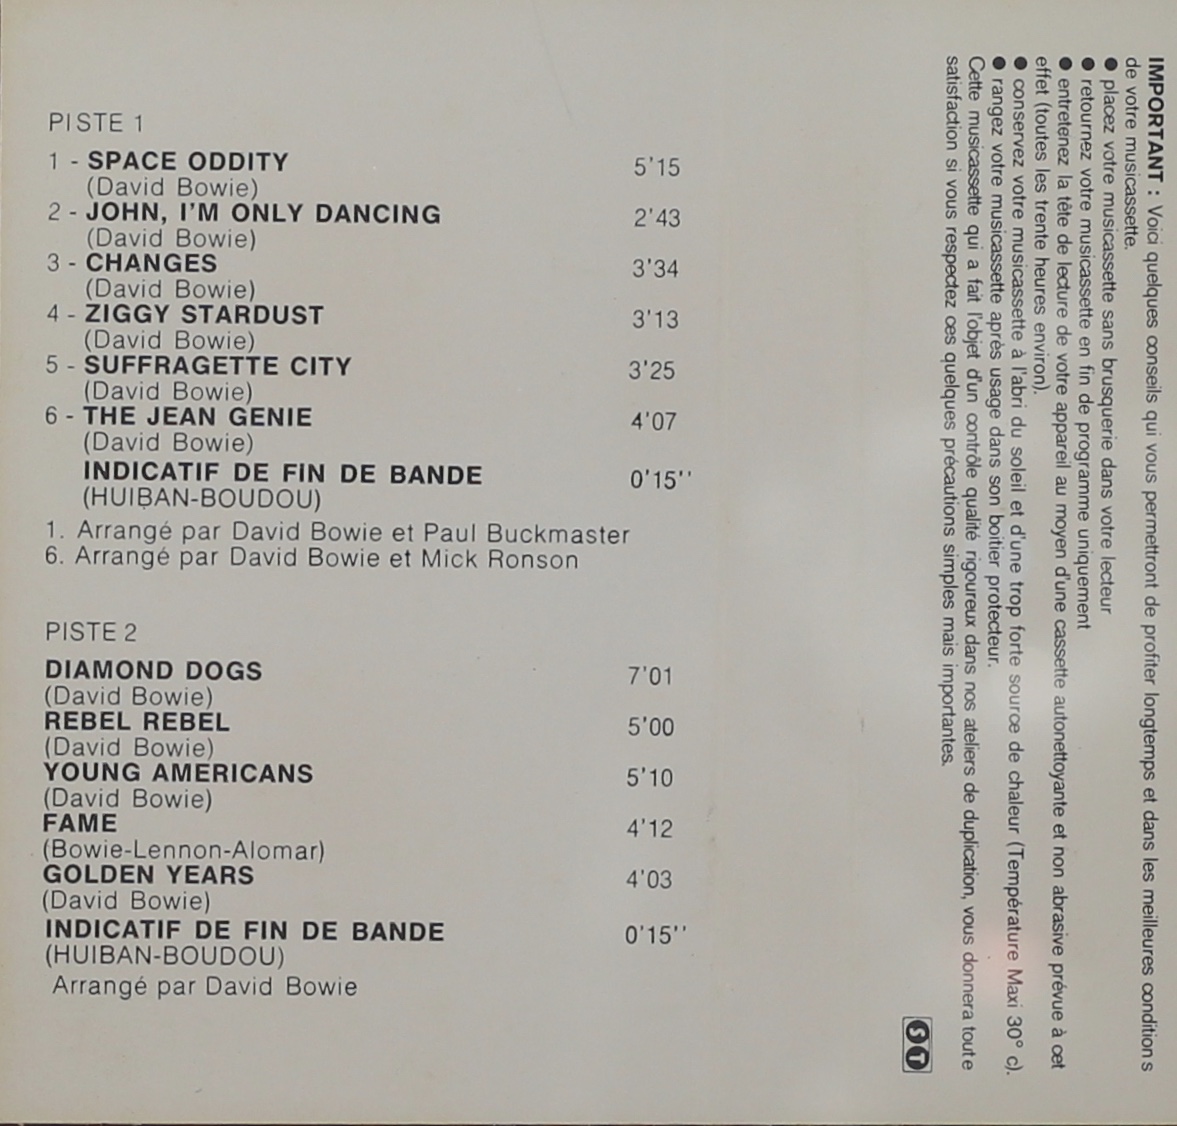 PISTE 1
1 - SPACE ODDITY 5'15
(David Bowie)
2 - JOHN, I'M ONLY DANCING 2'43
(David Bowie)
3 - CHANGES 3'34
(David Bowie)
4 - ZIGGY STARDUST 3'13
(David Bowie)
5 - SUFFRAGETTE CITY 3'25
(David Bowie)
6 - THE JEAN GENIE 4'07
(David Bowie)
INDICATIF DE FIN DE BANDE 0'15''
(HUIBAN-BOUDOU)
1. Arrangé par David Bowie et Paul Buckmaster
6. Arrangé par David Bowie et Mick Ronson
PISTE 2
DIAMOND DOGS 7'01
(David Bowie)
REBEL REBEL 5'00
(David Bowie)
YOUNG AMERICANS 5'10
(David Bowie)
FAME 4'12
(Bowie-Lennon-Alomar)
GOLDEN YEARS 4'03
(David Bowie)
INDICATIF DE FIN DE BANDE 0'15''
(HUIBAN-BOUDOU)
Arrangé par David Bowie
IMPORTANT : Voici quelques conseils qui vous permettront de profiter longtemps et dans les meilleures conditions
de votre musicassette.
● placez votre musicassette sans brusquerie dans votre lecteur
● retournez votre musicassette en fin de programme uniquement
● entretenez la tête de lecture de votre appareil au moyen d'une cassette autonettoyante et non abrasive prévue à cet
effet (toutes les trente heures environ).
● conservez votre musicassette à l'abri du soleil et d'une trop forte source de chaleur (Température Maxi 30° c).
● rangez votre musicassette après usage dans son boitier protecteur.
Cette musicassette qui a fait l'objet d'un contrôle qualité rigoureux dans nos ateliers de duplication, vous donnera toute
satisfaction si vous respectez ces quelques précautions simples mais importantes.
ST